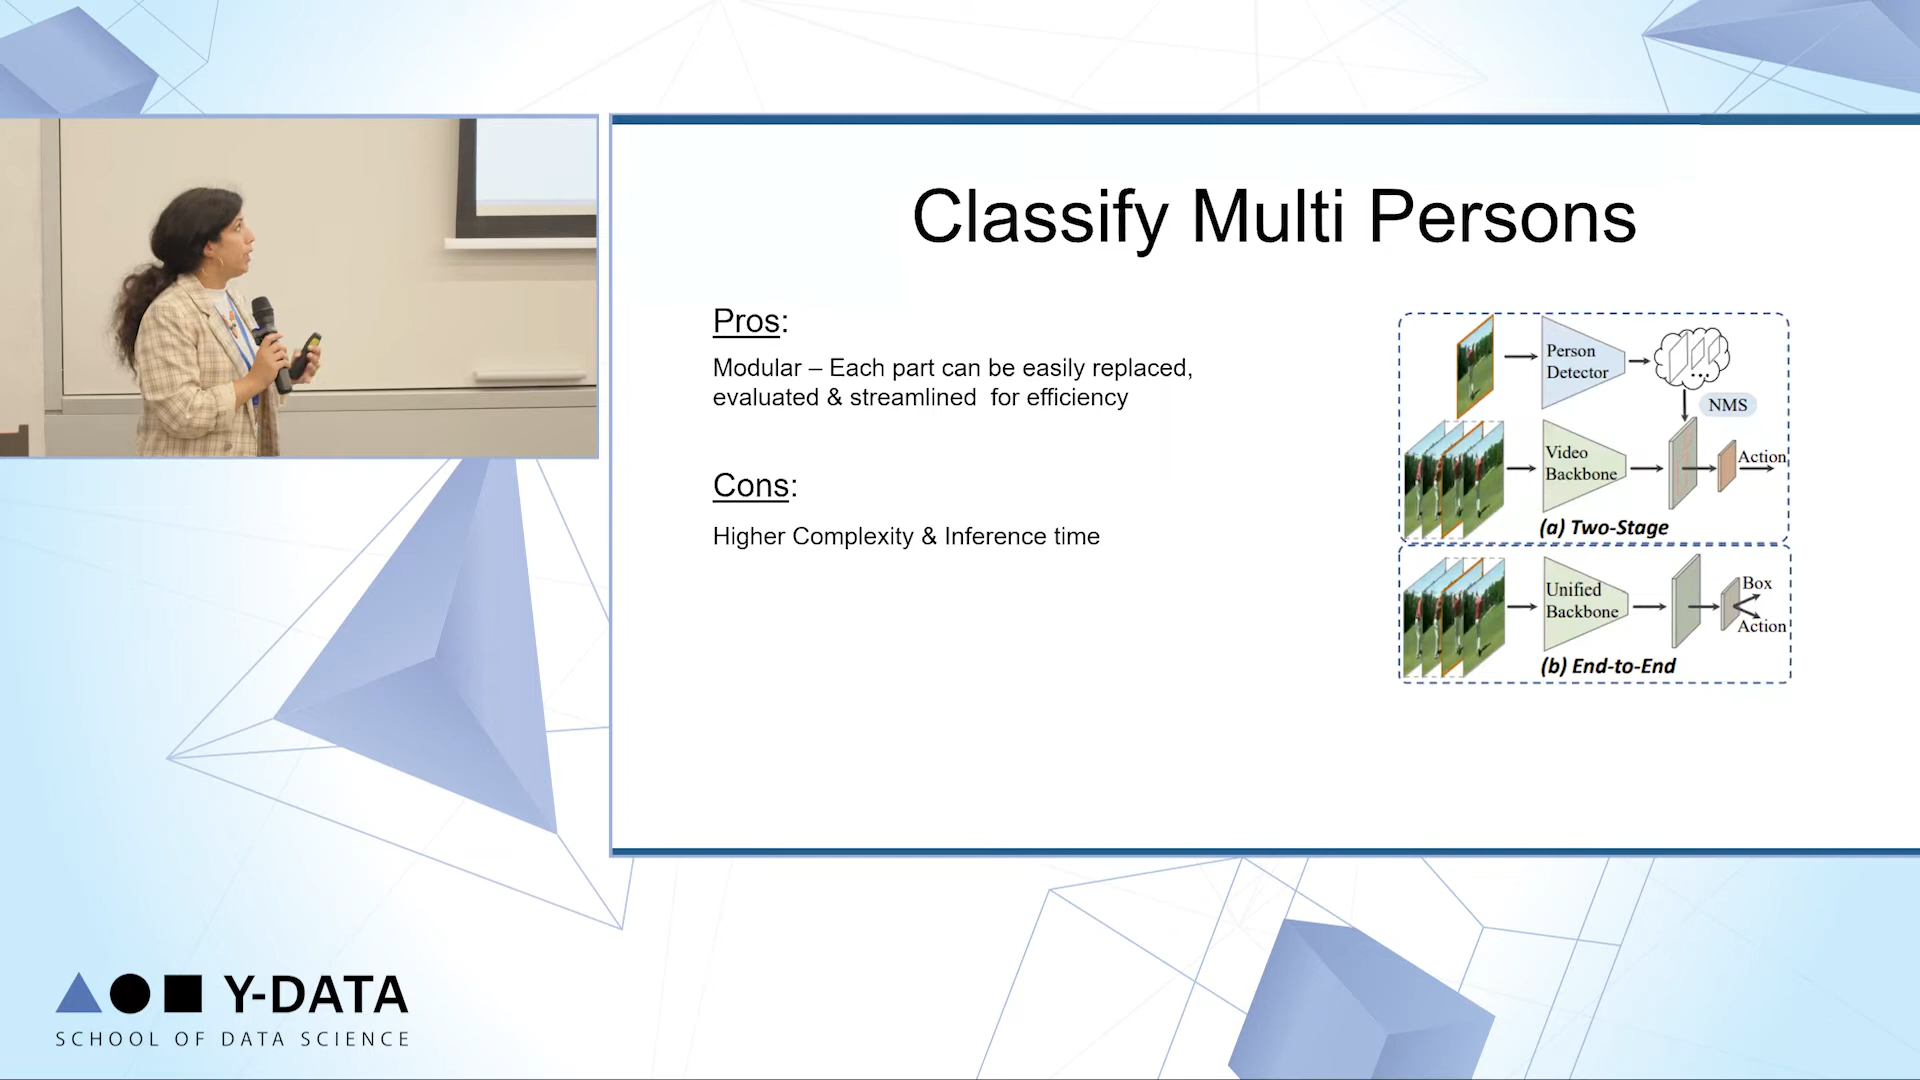 Classify Multi Persons
Pros:
Modular – Each part can be easily replaced,
evaluated & streamlined for efficiency
Cons:
Higher Complexity & Inference time
Person
Detector
NMS
Video
Backbone
Action
(a) Two-Stage
Unified
Backbone
Box
Action
(b) End-to-End
Y-DATA
SCHOOL OF DATA SCIENCE